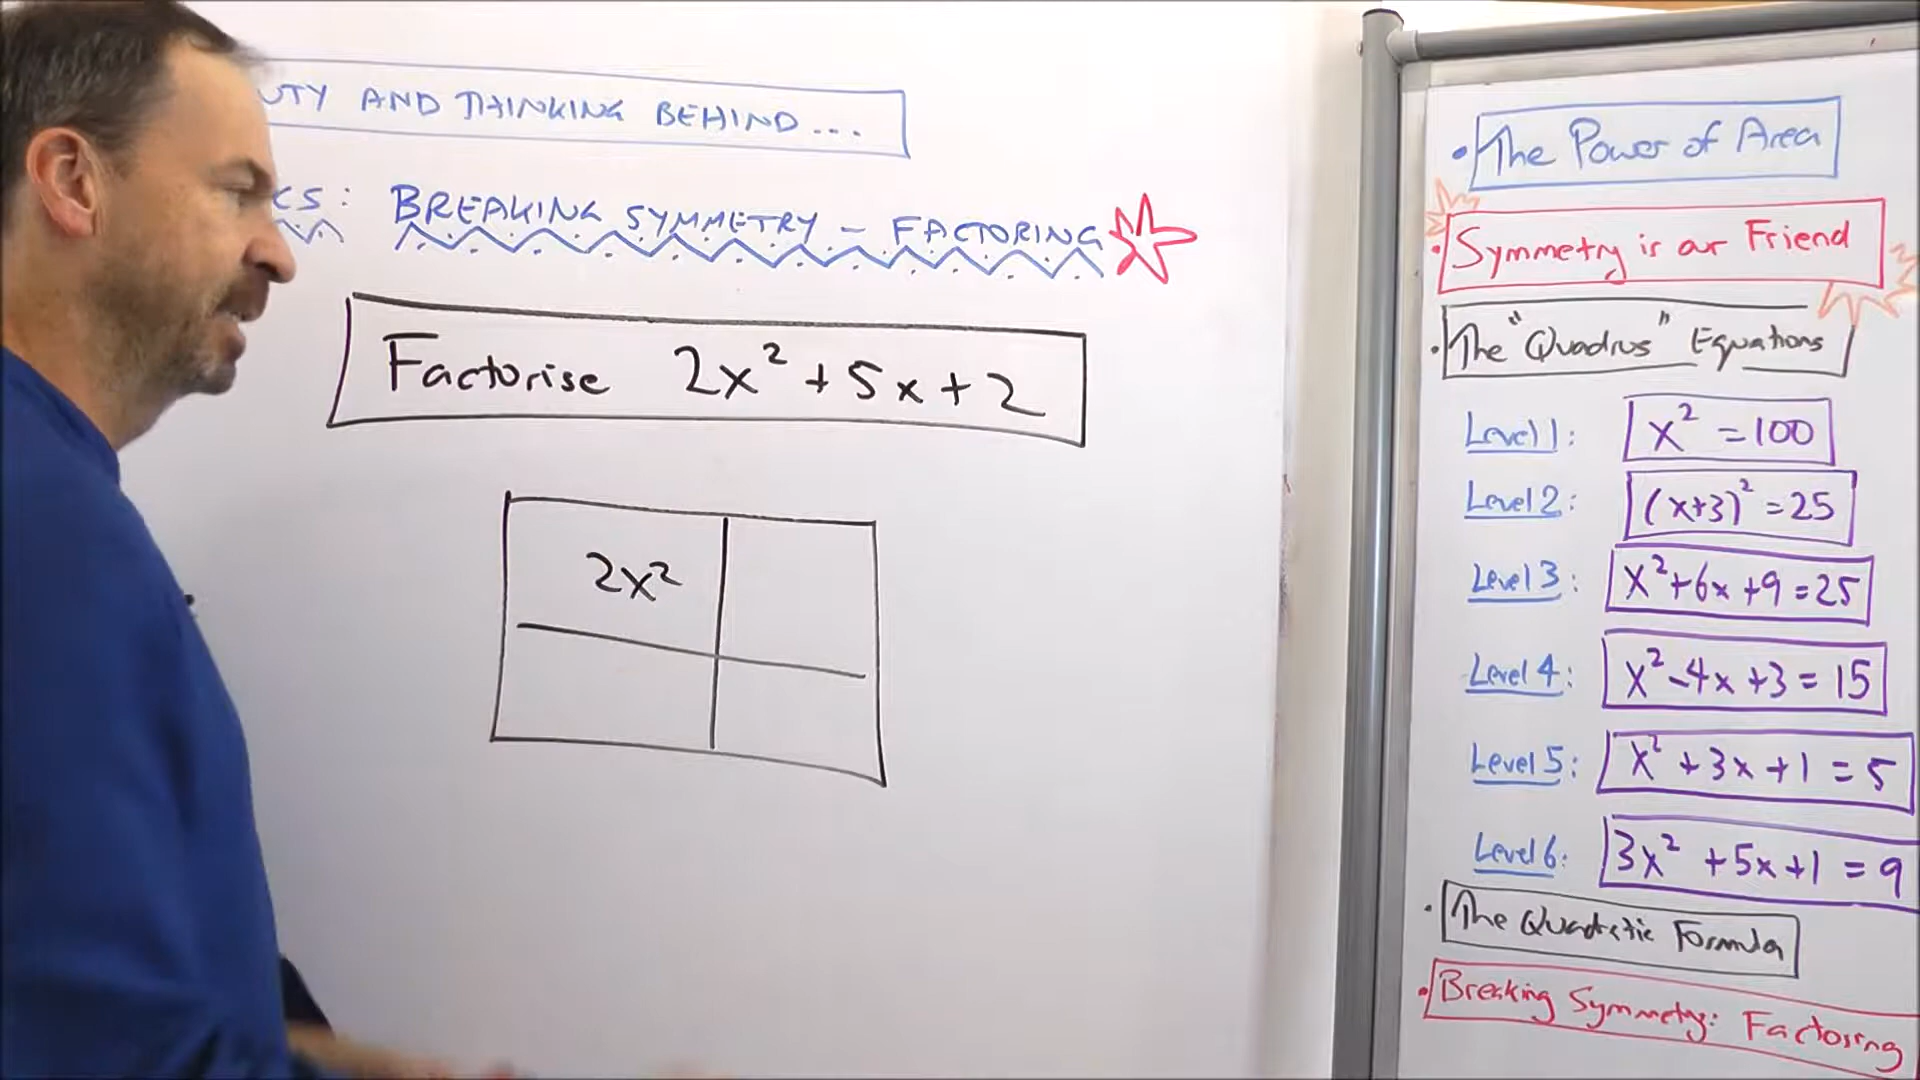 UTY AND THINKING BEHIND...
CS: BREAKING SYMMETRY - FACTORING
Factorise 2x² + 5x + 2
2x²
• The Power of Area
• Symmetry is our Friend
• The "Quadrus" Equations
Level 1: x² = 100
Level 2: (x+3)² = 25
Level 3: x² + 6x + 9 = 25
Level 4: x² - 4x + 3 = 15
Level 5: x² + 3x + 1 = 5
Level 6: 3x² + 5x + 1 = 9
• The Quadratic Formula
• Breaking Symmetry: Factoring